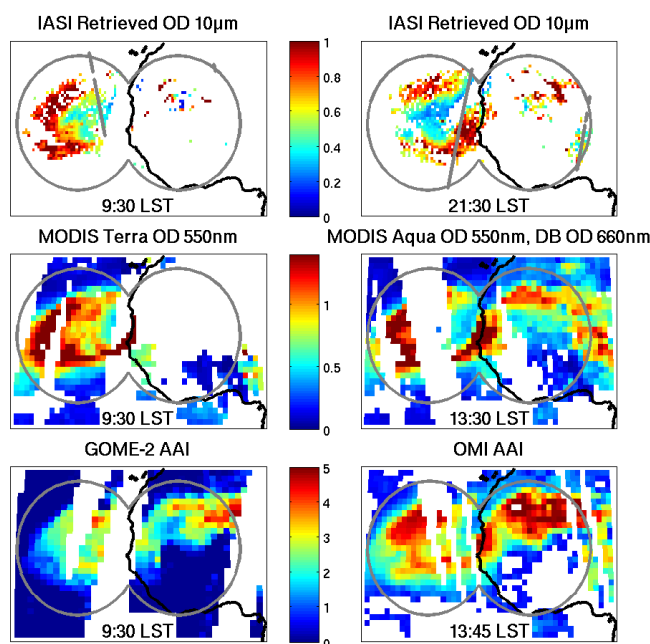 IASI Retrieved OD 10μm
IASI Retrieved OD 10μm
1
0.8
0.6
0.4
0.2
0
9:30 LST
21:30 LST
MODIS Terra OD 550nm
MODIS Aqua OD 550nm, DB OD 660nm
1
0.5
0
9:30 LST
13:30 LST
GOME-2 AAI
OMI AAI
5
4
3
2
1
0
9:30 LST
13:45 LST